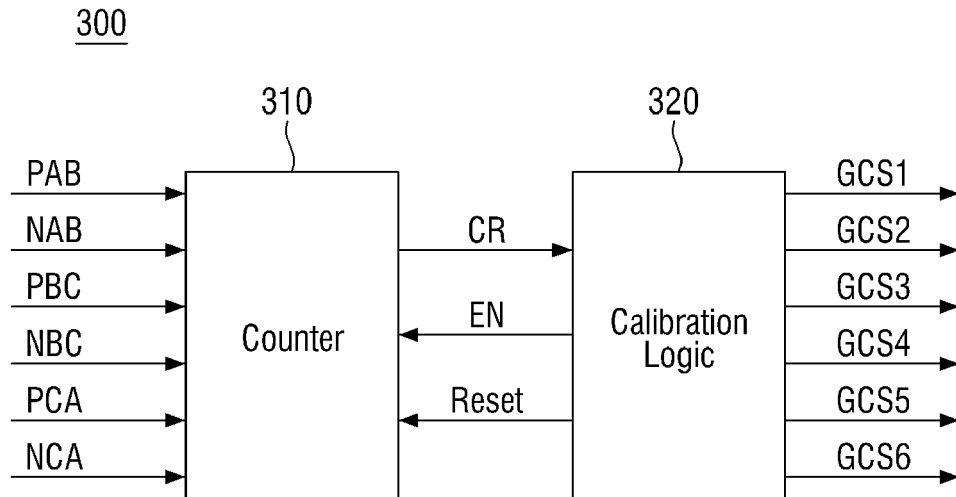 300
310
320
PAB
NAB
PBC
NBC
PCA
NCA
Counter
CR
EN
Reset
Calibration
Logic
GCS1
GCS2
GCS3
GCS4
GCS5
GCS6